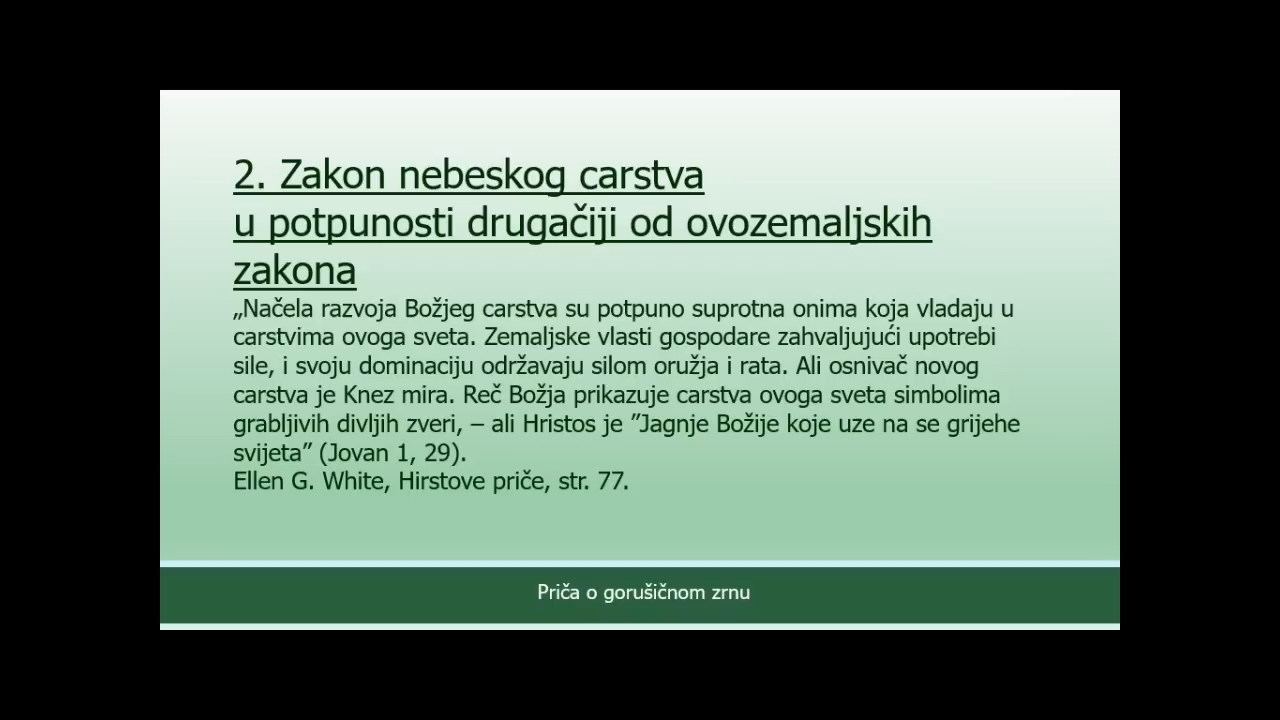 2. Zakon nebeskog carstva
u potpunosti drugačiji od ovozemaljskih
zakona
„Načela razvoja Božjeg carstva su potpuno suprotna onima koja vladaju u
carstvima ovoga sveta. Zemaljske vlasti gospodare zahvaljujući upotrebi
sile, i svoju dominaciju održavaju silom oružja i rata. Ali osnivač novog
carstva je Knez mira. Reč Božja prikazuje carstva ovoga sveta simbolima
grabljivih divljih zveri, – ali Hristos je ”Jagnje Božije koje uze na se grijehe
svijeta” (Jovan 1, 29).
Ellen G. White, Hirstove priče, str. 77.
Priča o gorušičnom zrnu